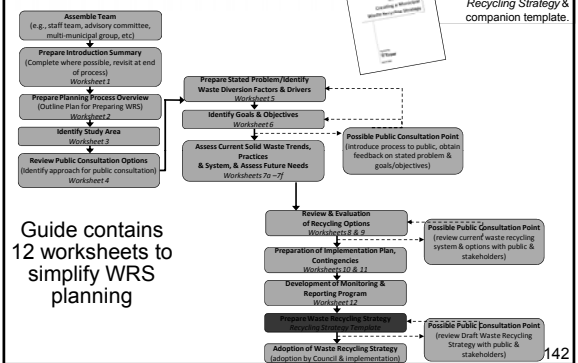 Recycling Strategy &
companion template.
Creating a Municipal
Waste Recycling Strategy
Assemble Team
(e.g., staff team, advisory committee,
multi-municipal group, etc)
Prepare Introduction Summary
(Complete where possible, revisit at end
of process)
Worksheet 1
Prepare Planning Process Overview
(Outline Plan for Preparing WRS)
Worksheet 2
Identify Study Area
Worksheet 3
Review Public Consultation Options
(Identify approach for public consultation)
Worksheet 4
Prepare Stated Problem/Identify
Waste Diversion Factors & Drivers
Worksheet 5
Identify Goals & Objectives
Worksheet 6
Assess Current Solid Waste Trends,
Practices
& System, & Assess Future Needs
Worksheets 7a –7f
Possible Public Consultation Point
(introduce process to public, obtain
feedback on stated problem &
goals/objectives)
Review & Evaluation
of Recycling Options
Worksheets 8 & 9
Possible Public Consultation Point
(review current waste recycling
system & options with public &
stakeholders)
Preparation of Implementation Plan,
Contingencies
Worksheets 10 & 11
Development of Monitoring &
Reporting Program
Worksheet 12
Prepare Waste Recycling Strategy
Recycling Strategy Template
Possible Public Consultation Point
(review Draft Waste Recycling
Strategy with public &
stakeholders)
Adoption of Waste Recycling Strategy
(adoption by Council & implementation)
Guide contains
12 worksheets to
simplify WRS
planning
142